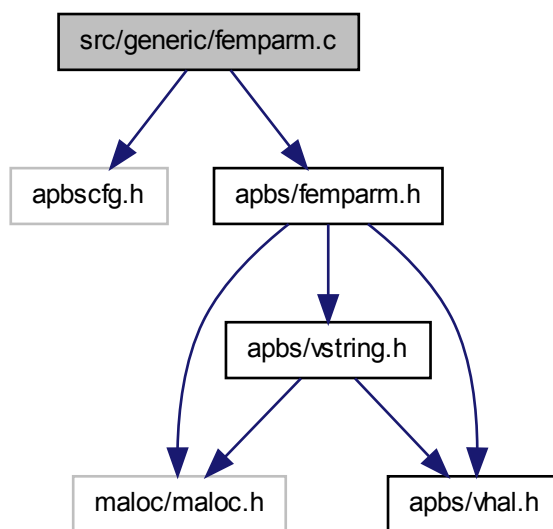 src/generic/femparm.c
apbscfg.h
apbs/femparm.h
apbs/vstring.h
maloc/maloc.h
apbs/vhal.h